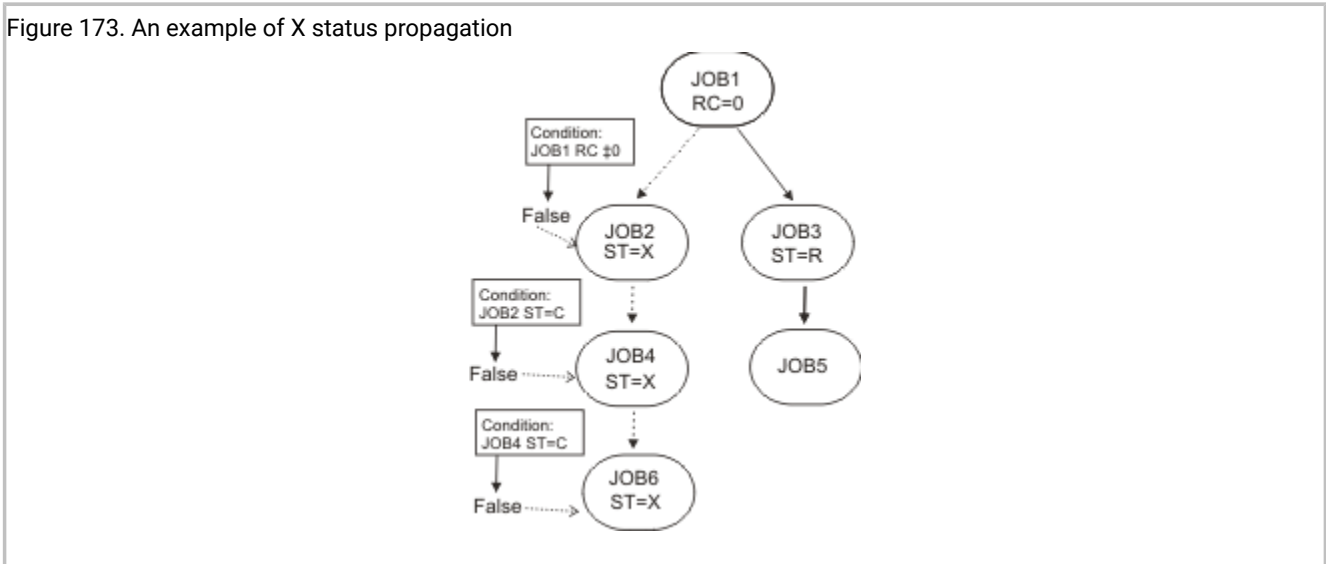 Figure 173. An example of X status propagation
JOB1
RC=0
Condition:
JOB1 RC ‡0
False
JOB2
ST=X
JOB3
ST=R
Condition:
JOB2 ST=C
False
JOB4
ST=X
JOB5
Condition:
JOB4 ST=C
False
JOB6
ST=X